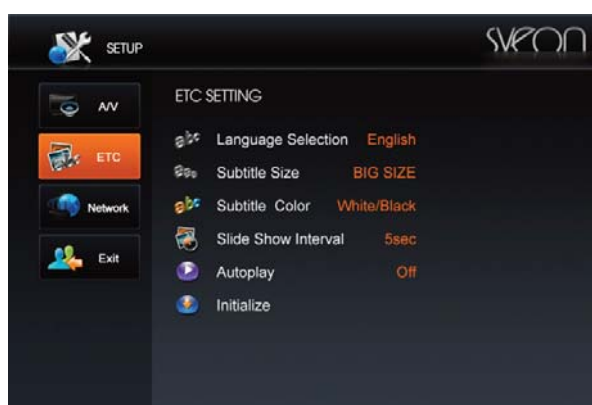 SETUP
sveon
A/V
ETC
Network
Exit
ETC SETTING
Language Selection English
Subtitle Size BIG SIZE
Subtitle Color White/Black
Slide Show Interval 5sec
Autoplay Off
Initialize